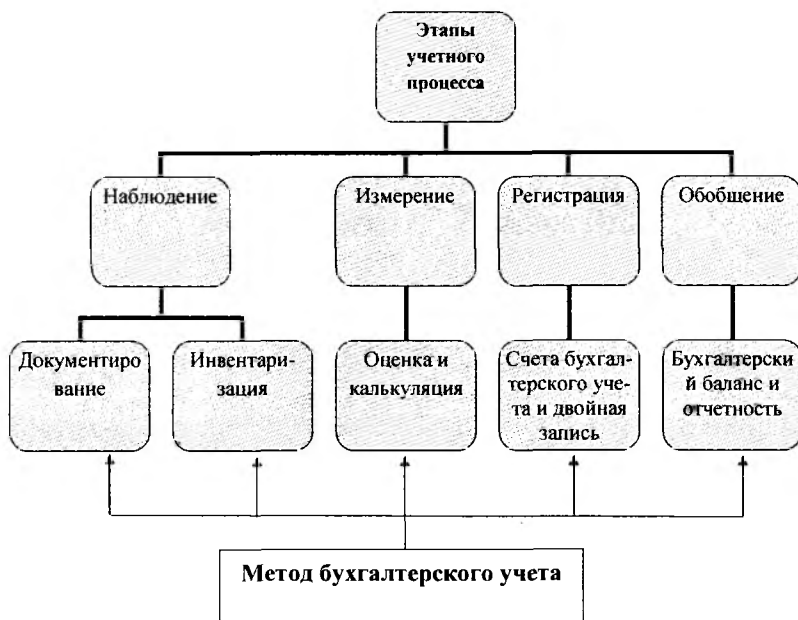 Этапы
учетного
процесса
Наблюдение
Измерение
Регистрация
Обобщение
Документиро
вание
Инвентари-
зация
Оценка и
калькуляция
Счета бухгал-
терского уче-
та и двойная
запись
Бухгалтерски
й баланс и
отчетность
Метод бухгалтерского учета